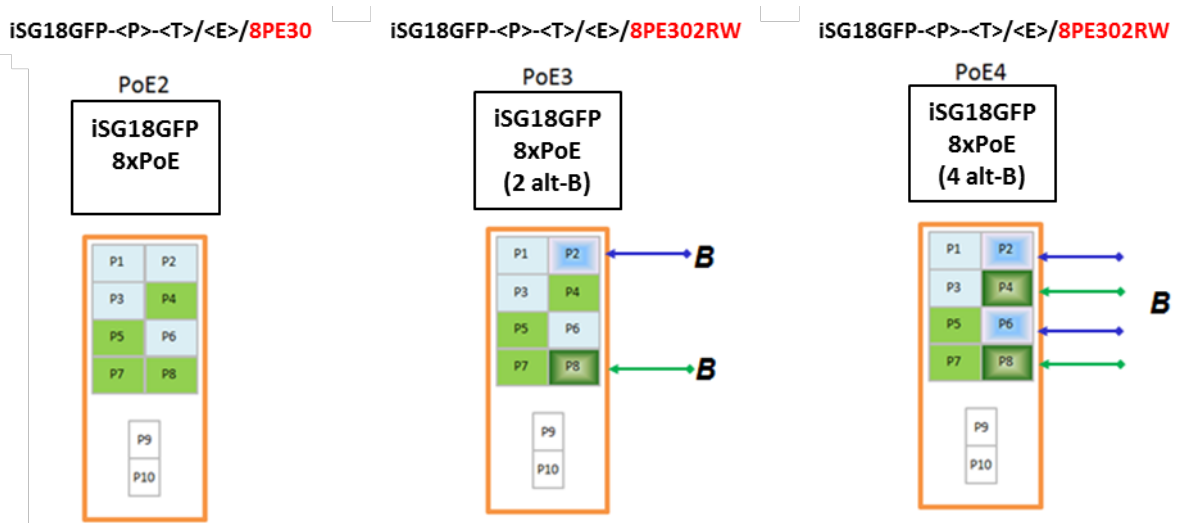 iSG18GFP-<P>-<T>/<E>/8PE30
PoE2
iSG18GFP
8xPoE
P1 P2
P3 P4
P5 P6
P7 P8
P9
P10
iSG18GFP-<P>-<T>/<E>/8PE302RW
PoE3
iSG18GFP
8xPoE
(2 alt-B)
P1 P2 B
P3 P4
P5 P6
P7 P8 B
P9
P10
iSG18GFP-<P>-<T>/<E>/8PE302RW
PoE4
iSG18GFP
8xPoE
(4 alt-B)
P1 P2
P3 P4 B
P5 P6
P7 P8
P9
P10